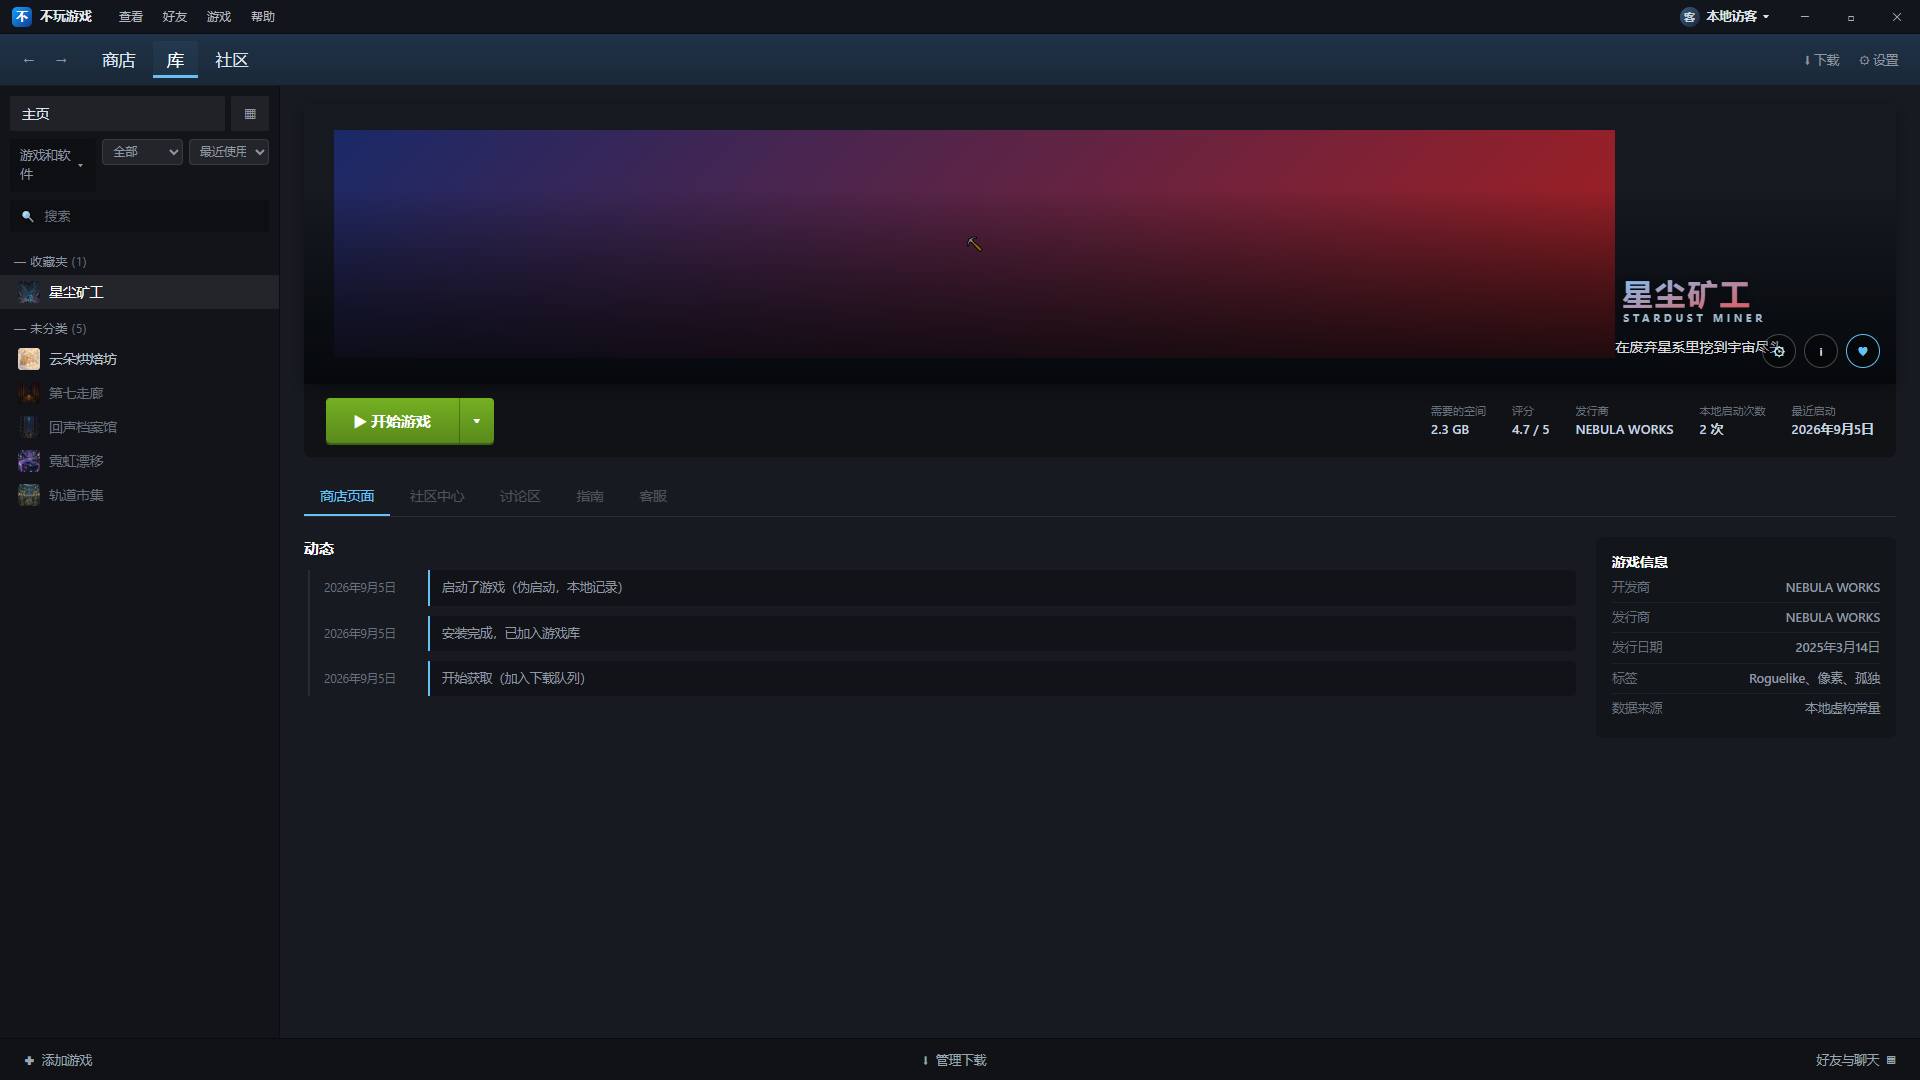 不 不玩游戏 查看 好友 游戏 帮助 客 本地访客
← → 商店 库 社区 下载 设置
主页
游戏和软件 全部 最近使用
搜索
— 收藏夹 (1)
星尘矿工
— 未分类 (5)
云朵烘焙坊
第七走廊
回声档案馆
霓虹漂移
轨道市集
星尘矿工
STARDUST MINER
在废弃星系里挖到宇宙尽头
i
▶ 开始游戏
需要的空间 评分 发行商 本地启动次数 最近启动
2.3 GB 4.7 / 5 NEBULA WORKS 2 次 2026年9月5日
商店页面 社区中心 讨论区 指南 客服
动态
2026年9月5日 启动了游戏（伪启动，本地记录）
2026年9月5日 安装完成，已加入游戏库
2026年9月5日 开始获取（加入下载队列）
游戏信息
开发商 NEBULA WORKS
发行商 NEBULA WORKS
发行日期 2025年3月14日
标签 Roguelike、像素、孤独
数据来源 本地虚构常量
添加游戏 管理下载 好友与聊天